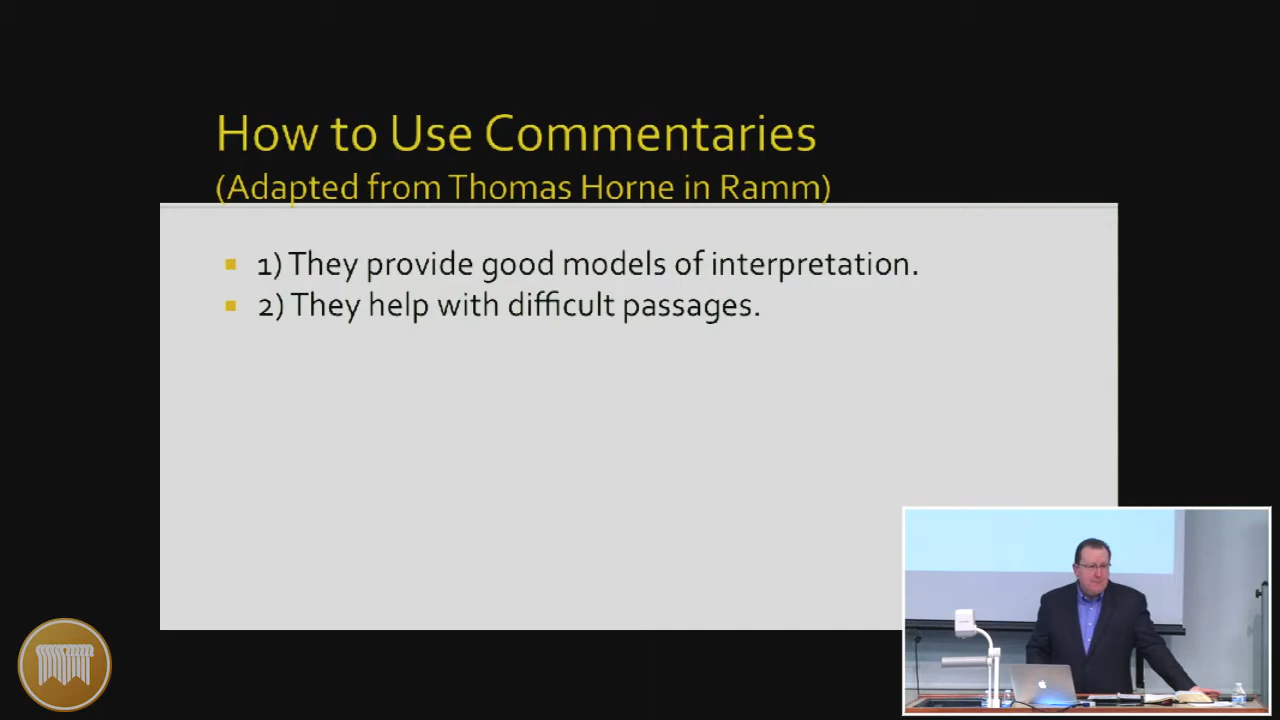 How to Use Commentaries
(Adapted from Thomas Horne in Ramm)
1) They provide good models of interpretation.
2) They help with difficult passages.